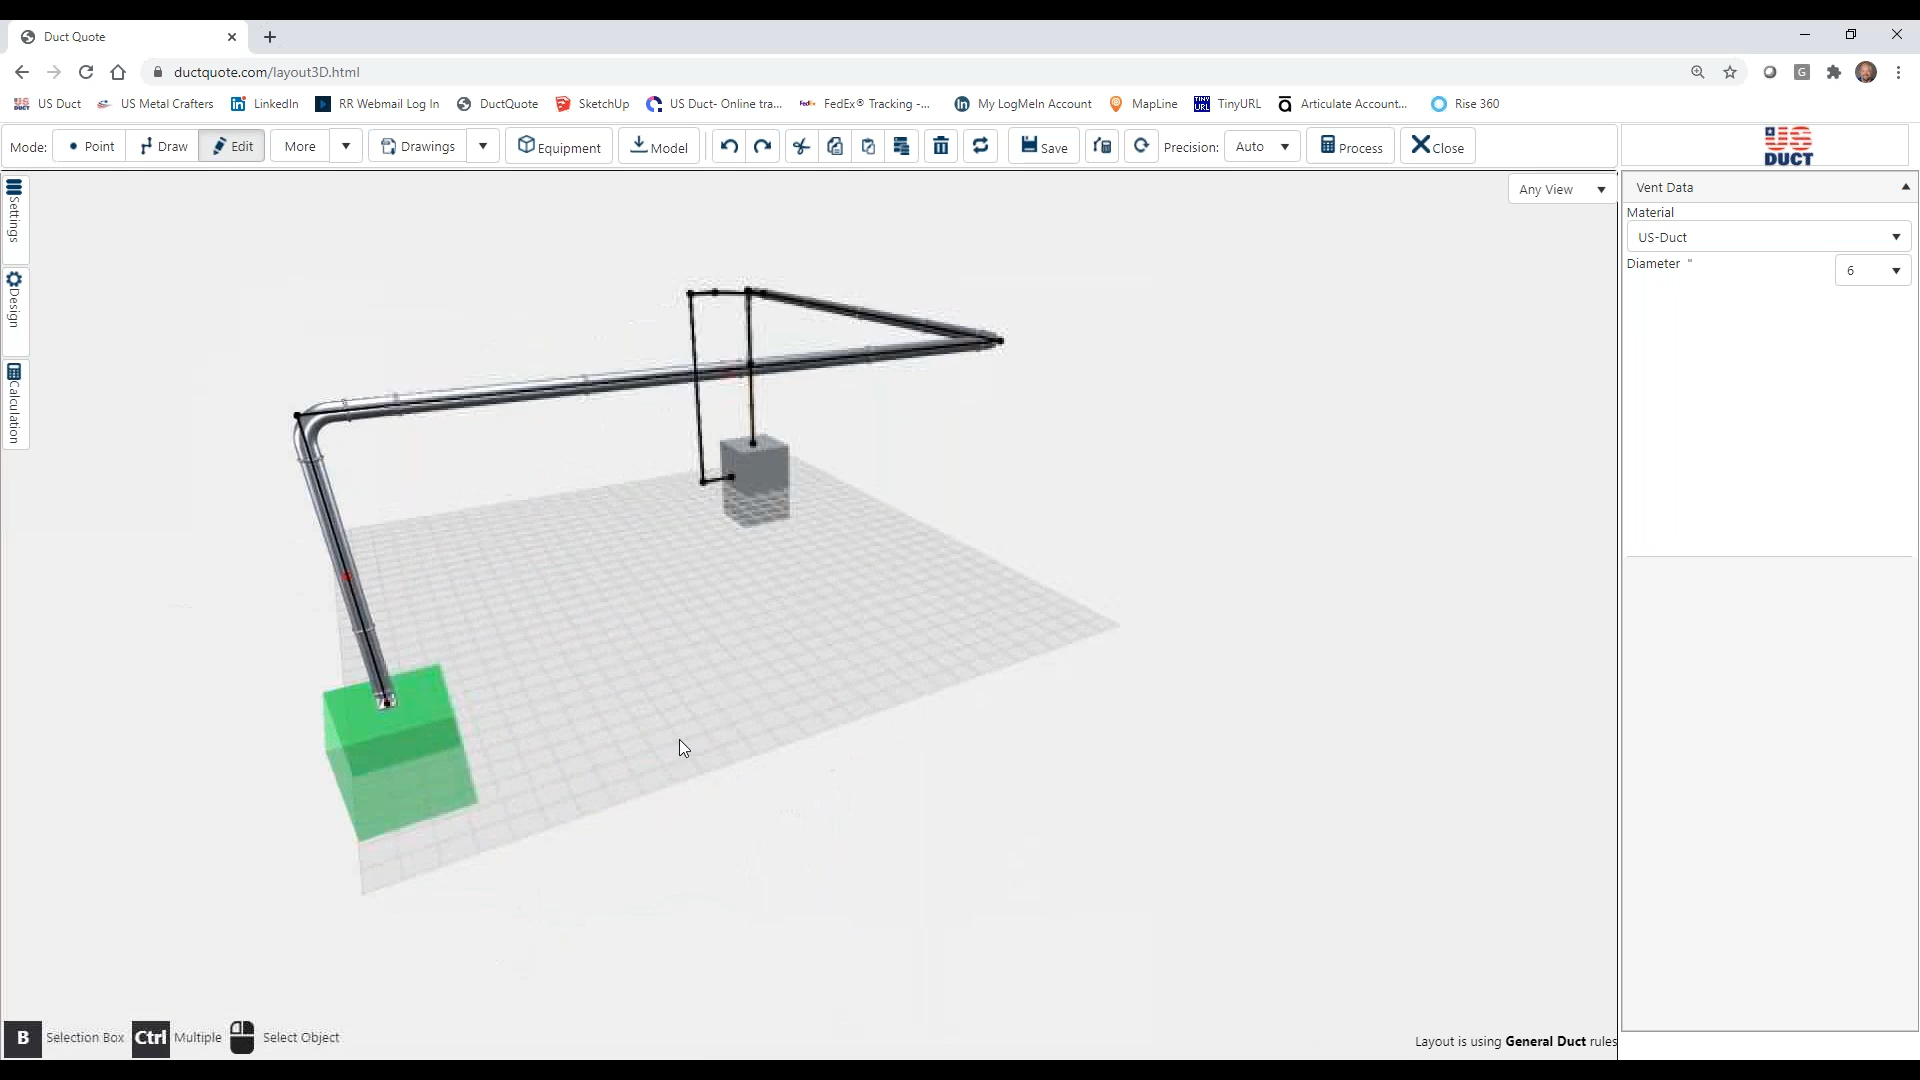 Duct Quote
ductquote.com/layout3D.html
G
US Duct US Metal Crafters LinkedIn RR Webmail Log In DuctQuote SketchUp US Duct- Online tra... FedEx® Tracking -... My LogMeIn Account MapLine TinyURL Articulate Account... Rise 360
Mode: Point Draw Edit More Drawings Equipment Model Save Precision: Auto Process Close
US DUCT
Settings
Design
Calculation
Any View
Vent Data
Material
US-Duct
Diameter "
6
B Selection Box Ctrl Multiple Select Object
Layout is using General Duct rules